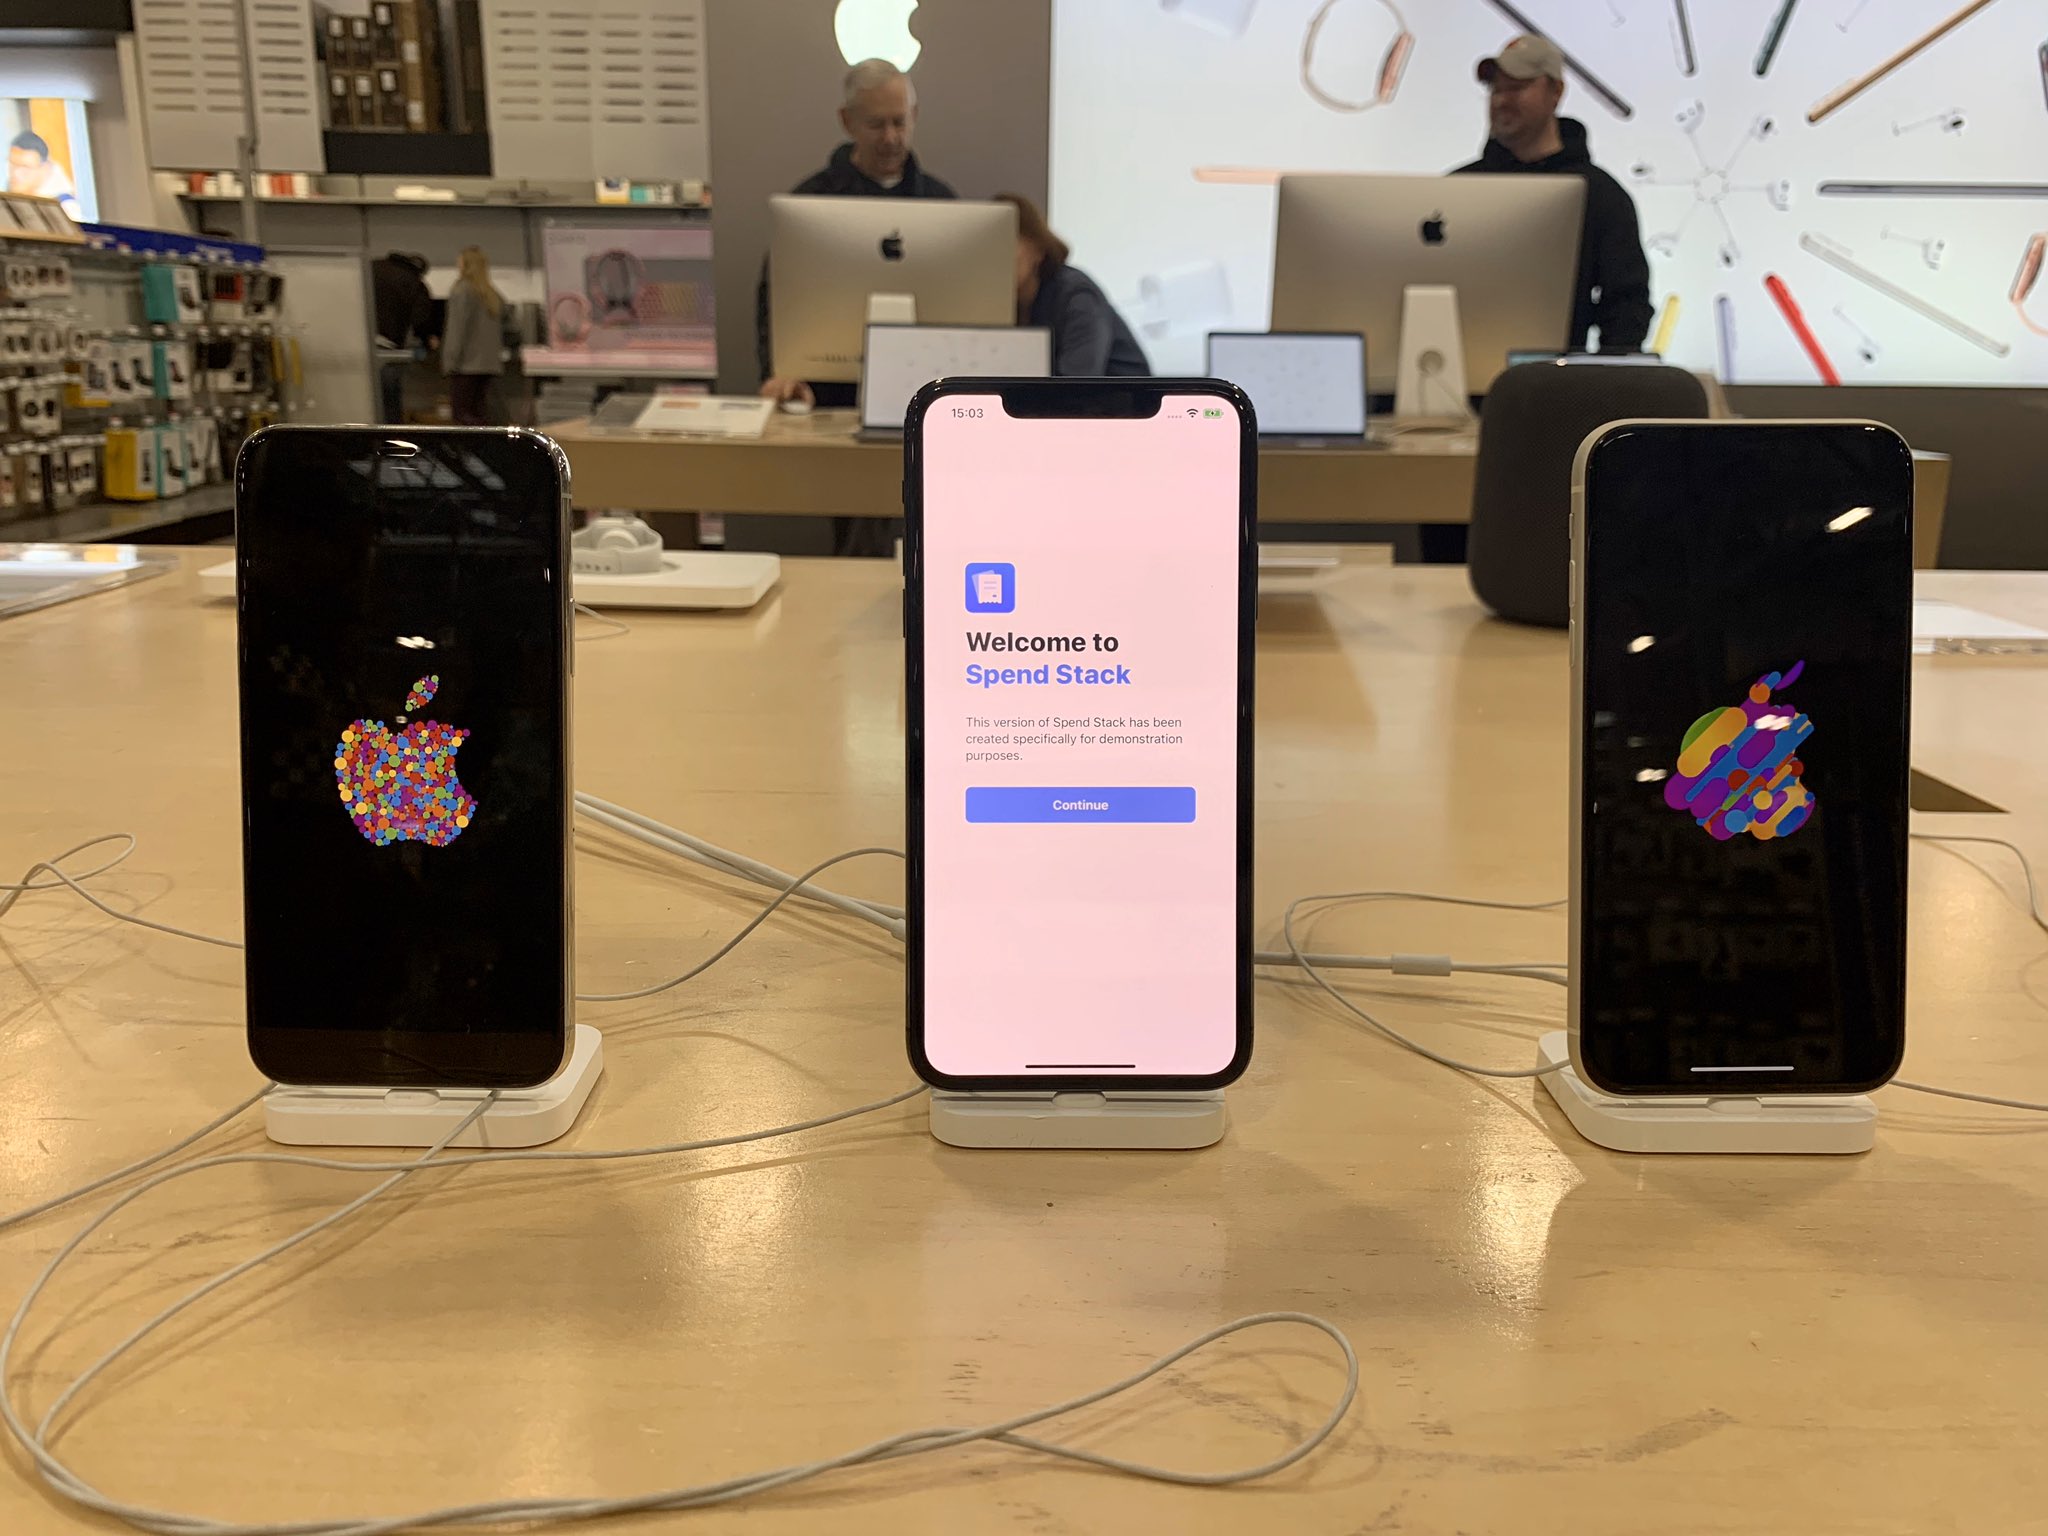 15:03
Welcome to
Spend Stack
This version of Spend Stack has been
created specifically for demonstration
purposes.
Continue